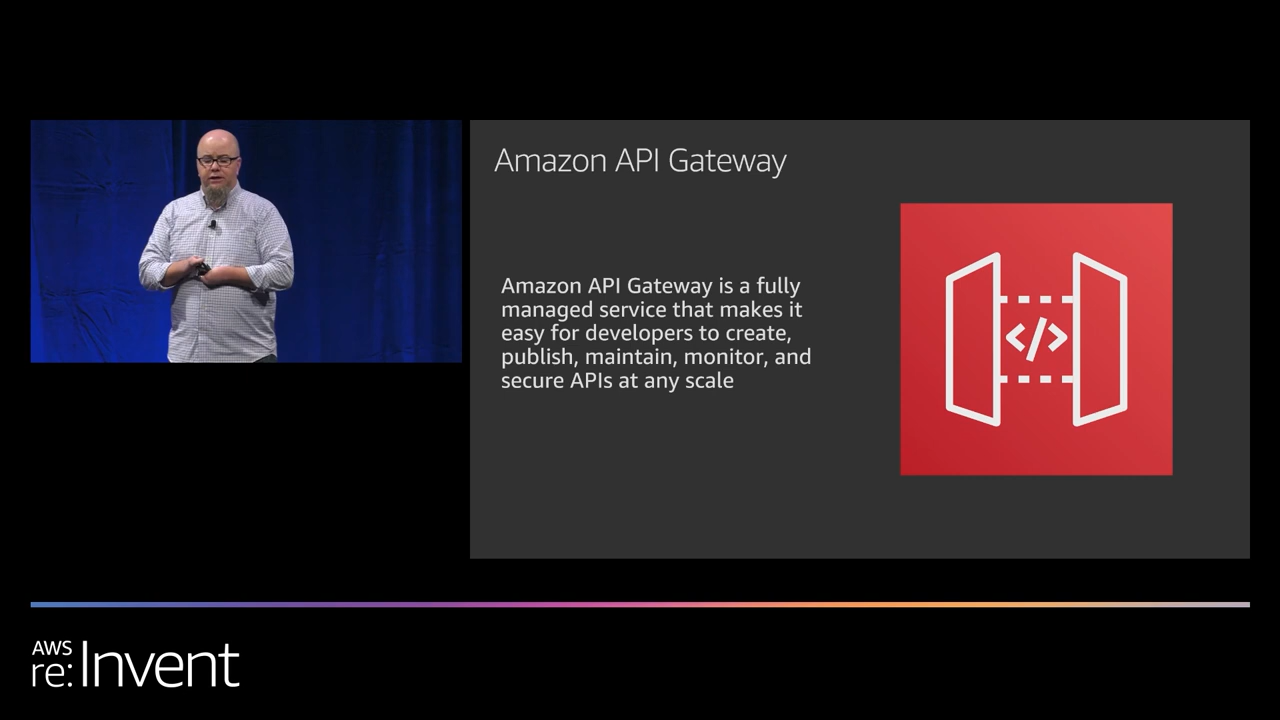 Amazon API Gateway
Amazon API Gateway is a fully
managed service that makes it
easy for developers to create,
publish, maintain, monitor, and
secure APIs at any scale
</>
AWS
re:Invent